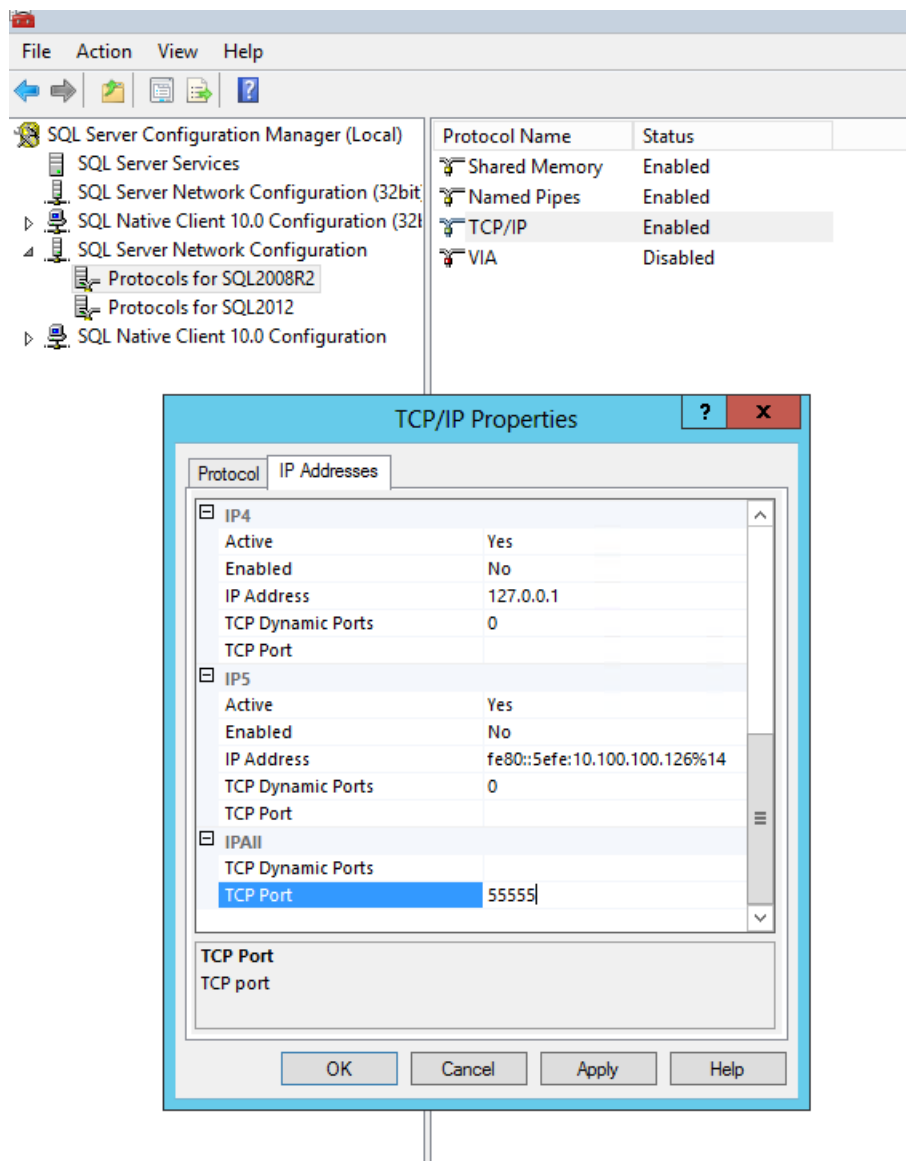 File Action View Help
?
SQL Server Configuration Manager (Local)
SQL Server Services
SQL Server Network Configuration (32bit
SQL Native Client 10.0 Configuration (32b
SQL Server Network Configuration
Protocols for SQL2008R2
Protocols for SQL2012
SQL Native Client 10.0 Configuration
Protocol Name Status
Shared Memory Enabled
Named Pipes Enabled
TCP/IP Enabled
VIA Disabled
TCP/IP Properties ? x
Protocol IP Addresses
IP4
Active Yes
Enabled No
IP Address 127.0.0.1
TCP Dynamic Ports 0
TCP Port
IP5
Active Yes
Enabled No
IP Address fe80::5efe:10.100.100.126%14
TCP Dynamic Ports 0
TCP Port
IPAll
TCP Dynamic Ports
TCP Port 55555
TCP Port
TCP port
OK Cancel Apply Help